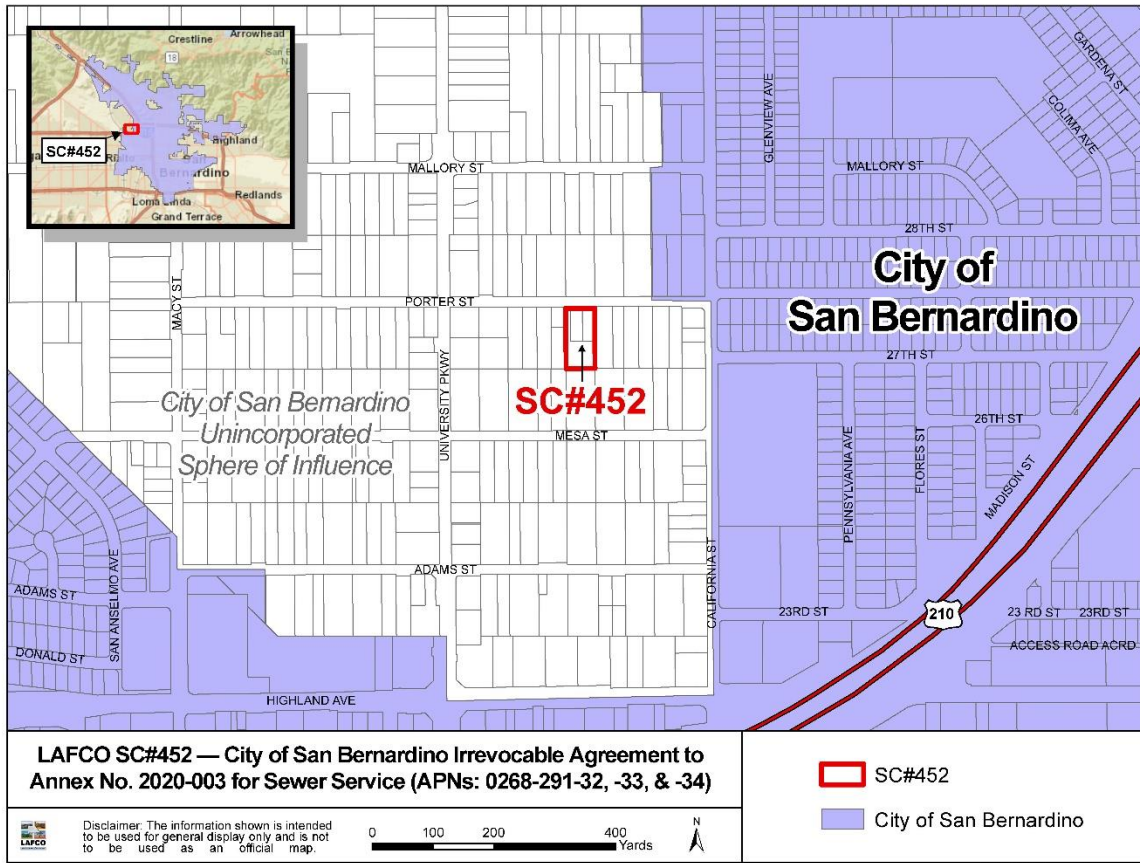 Crestline
Arrowhead
18
SC#452
Highland
Bernardino
Redlands
Loma Linda
Grand Terrace
GARDENA ST
COLIMA AVE
GLENVIEW AVE
MALLORY ST
MALLORY ST
28TH ST
City of
San Bernardino
MACY ST
PORTER ST
27TH ST
SC#452
City of San Bernardino
Unincorporated
Sphere of Influence
UNIVERSITY PKWY
MESA ST
26TH ST
PENNSYLVANIA AVE
FLORES ST
MADISON ST
ADAMS ST
CALIFORNIA ST
ADAMS ST
SAN ANSELMO AVE
23RD ST
210
23 RD ST
23RD ST
ACCESS ROAD ACRD
DONALD ST
HIGHLAND AVE
LAFCO SC#452 — City of San Bernardino Irrevocable Agreement to
Annex No. 2020-003 for Sewer Service (APNs: 0268-291-32, -33, & -34)
SC#452
City of San Bernardino
LAFCO
Disclaimer: The information shown is intended
to be used for general display only and is not
to be used as an official map.
0 100 200 400
Yards
N